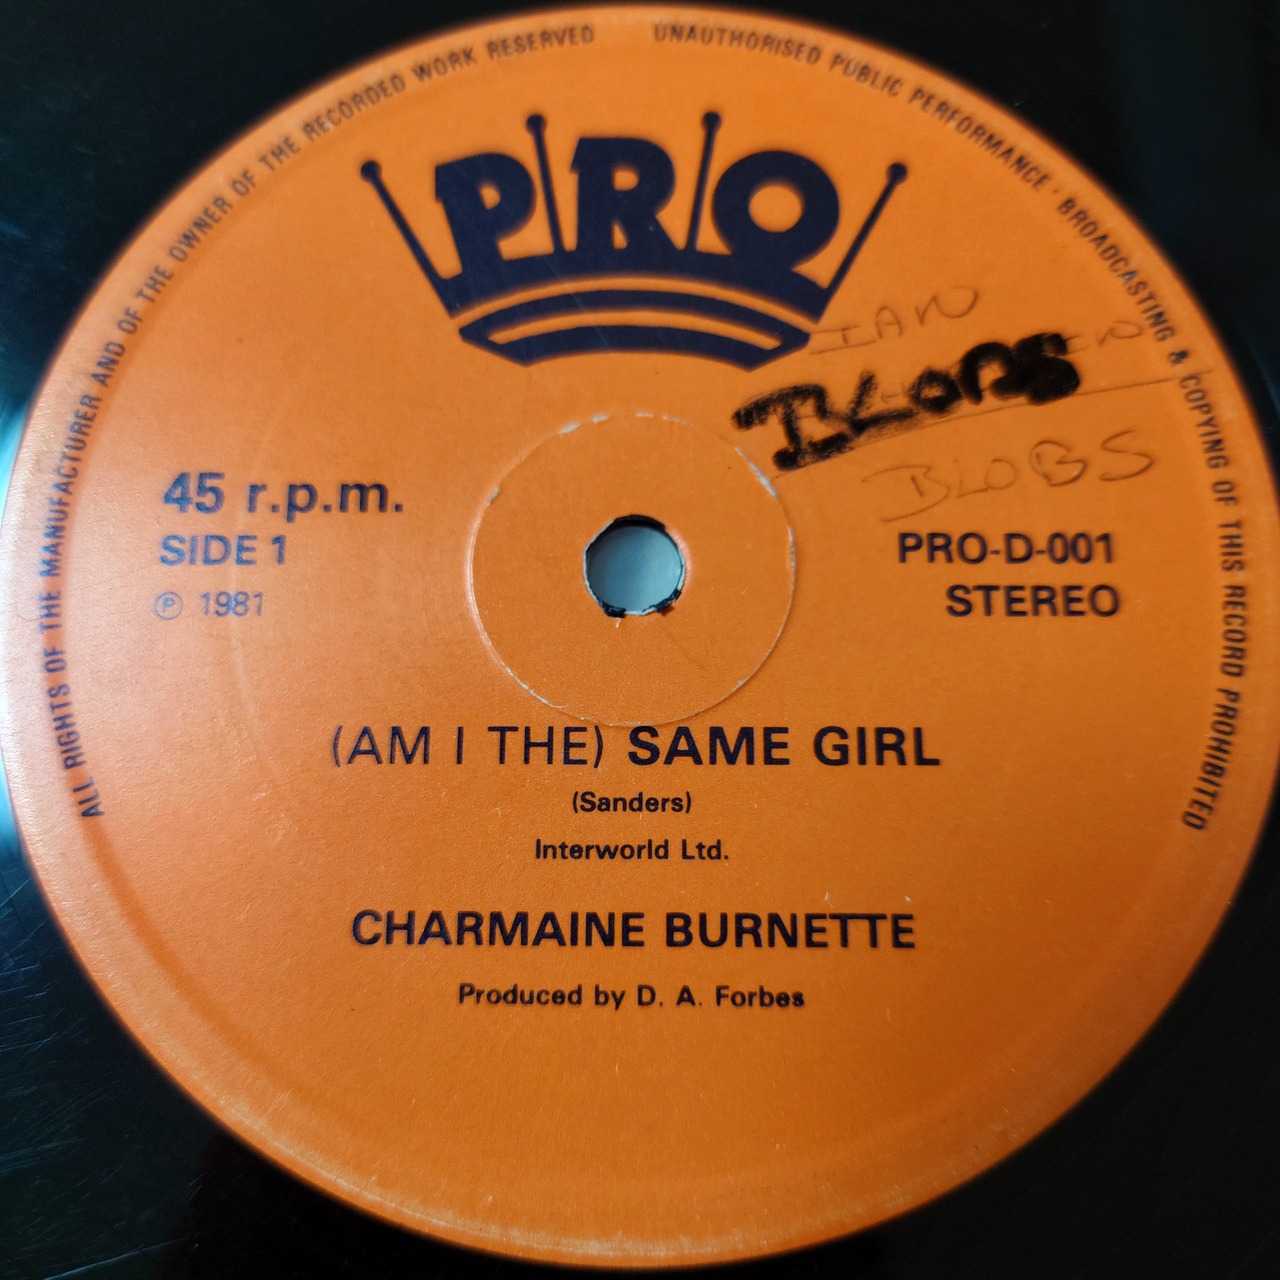 ALL RIGHTS OF THE MANUFACTURER AND OF THE OWNER OF THE RECORDED WORK RESERVED
UNAUTHORISED PUBLIC PERFORMANCE · BROADCASTING & COPYING OF THIS RECORD PROHIBITED
PRO
IAN
BLOBS
BLOBS
45 r.p.m.
SIDE 1
℗ 1981
PRO-D-001
STEREO
(AM I THE) SAME GIRL
(Sanders)
Interworld Ltd.
CHARMAINE BURNETTE
Produced by D. A. Forbes